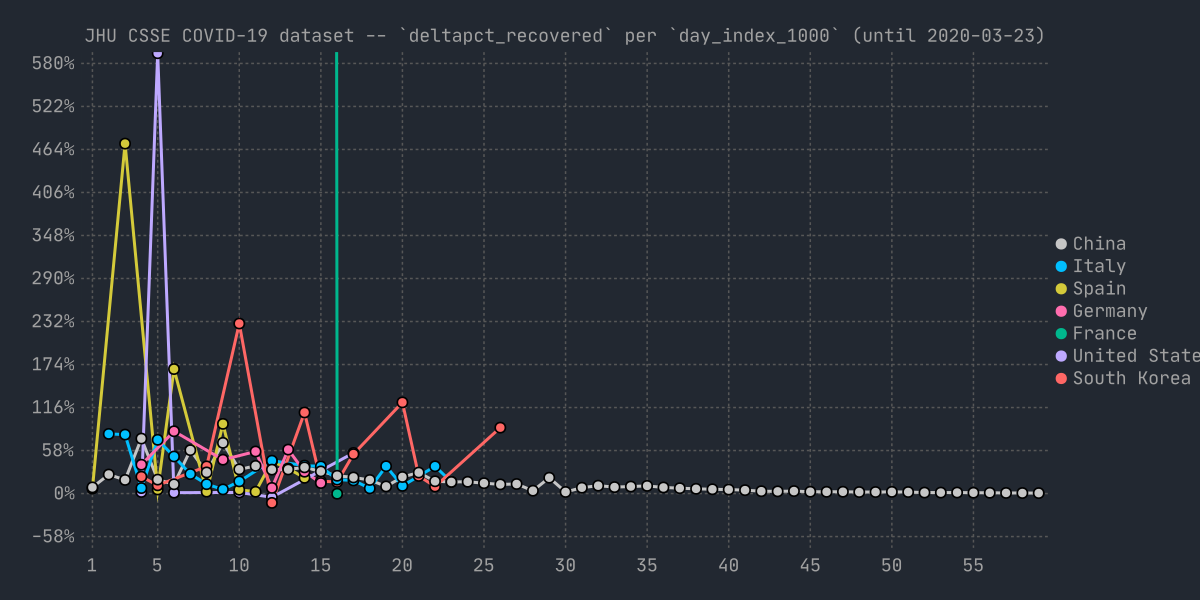 JHU CSSE COVID-19 dataset -- `deltapct_recovered` per `day_index_1000` (until 2020-03-23)
580%
522%
464%
406%
348%
290%
232%
174%
116%
58%
0%
-58%
1 5 10 15 20 25 30 35 40 45 50 55
China
Italy
Spain
Germany
France
United State
South Korea